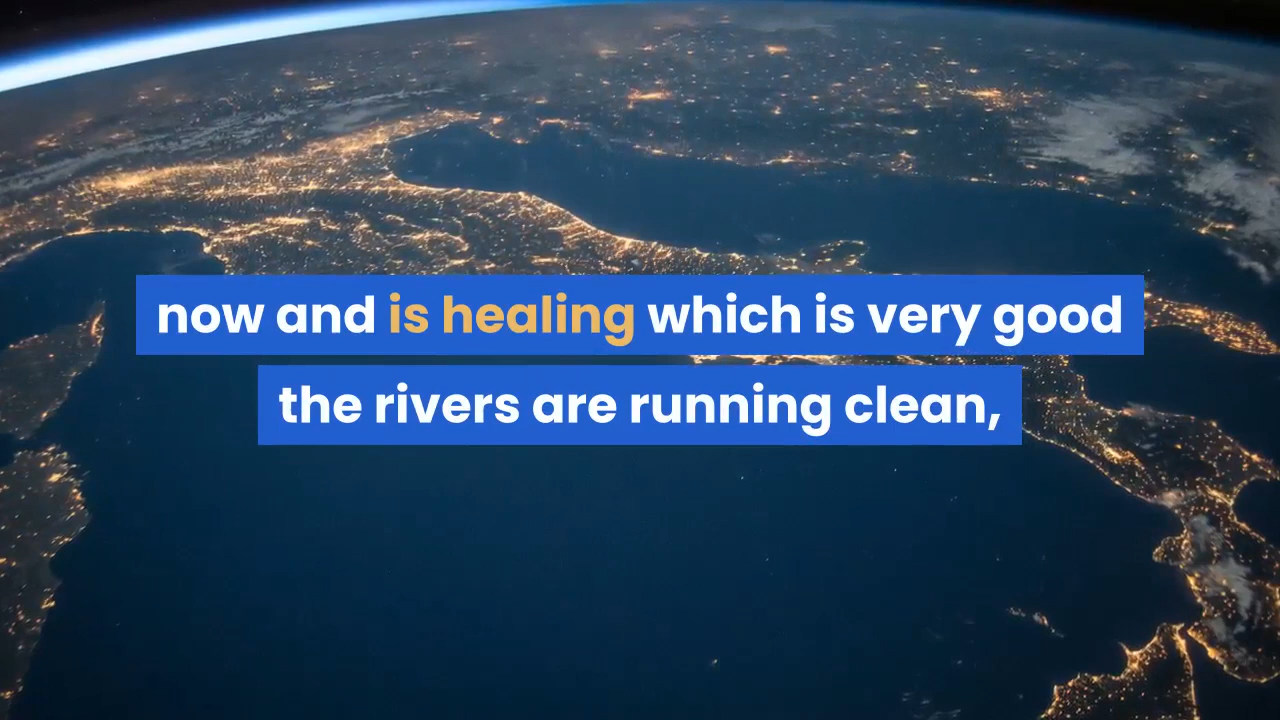 now and is healing which is very good
the rivers are running clean,